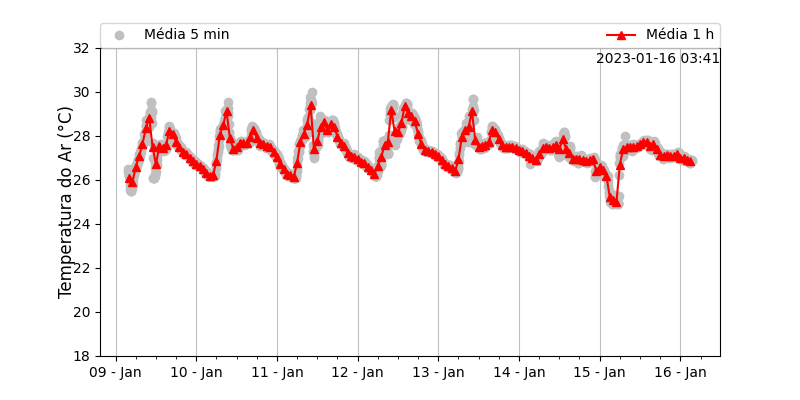 Média 5 min
Média 1 h
2023-01-16 03:41
Temperatura do Ar (°C)
32
30
28
26
24
22
20
18
09 - Jan
10 - Jan
11 - Jan
12 - Jan
13 - Jan
14 - Jan
15 - Jan
16 - Jan